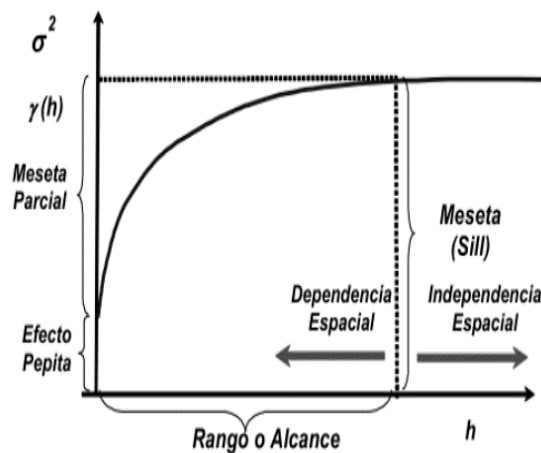 σ²
γ(h)
Meseta
Parcial
Meseta
(Sill)
Dependencia
Espacial
Independencia
Espacial
Efecto
Pepita
Rango o Alcance
h